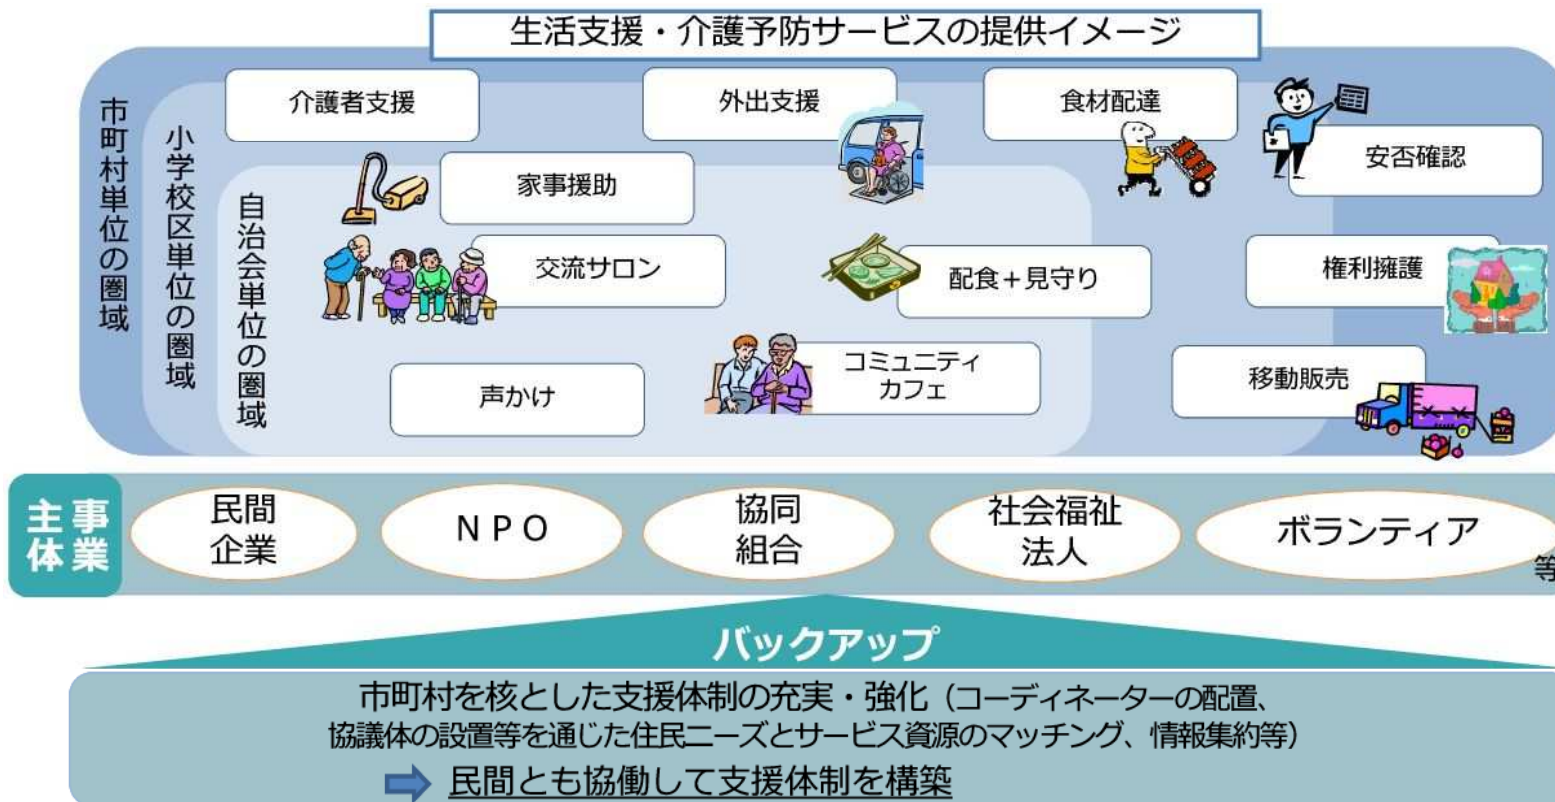 生活支援・介護予防サービスの提供イメージ
市町村単位の圏域
小学校区単位の圏域
自治会単位の圏域
介護者支援
外出支援
食材配達
安否確認
家事援助
交流サロン
配食＋見守り
権利擁護
声かけ
コミュニティ
カフェ
移動販売
事業
主体
民間
企業
ＮＰＯ
協同
組合
社会福祉
法人
ボランティア
等
バックアップ
市町村を核とした支援体制の充実・強化（コーディネーターの配置、
協議体の設置等を通じた住民ニーズとサービス資源のマッチング、情報集約等）
民間とも協働して支援体制を構築